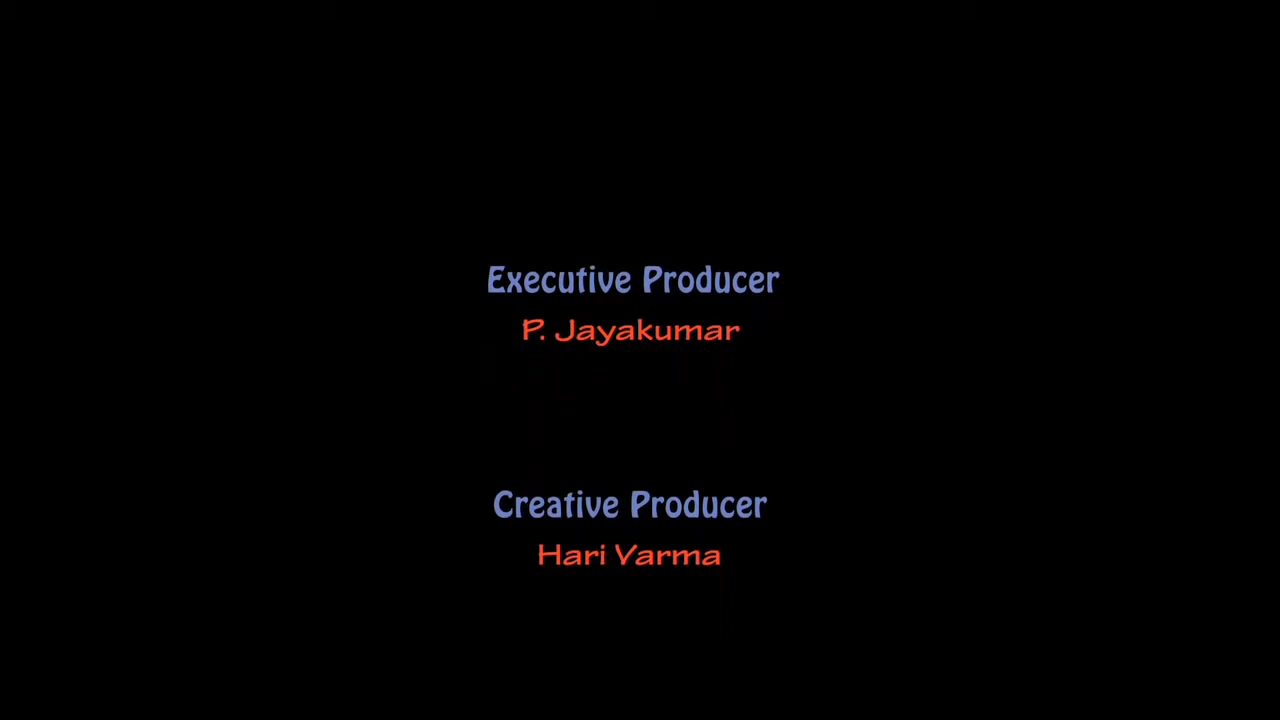 Executive Producer
P. Jayakumar
Creative Producer
Hari Varma